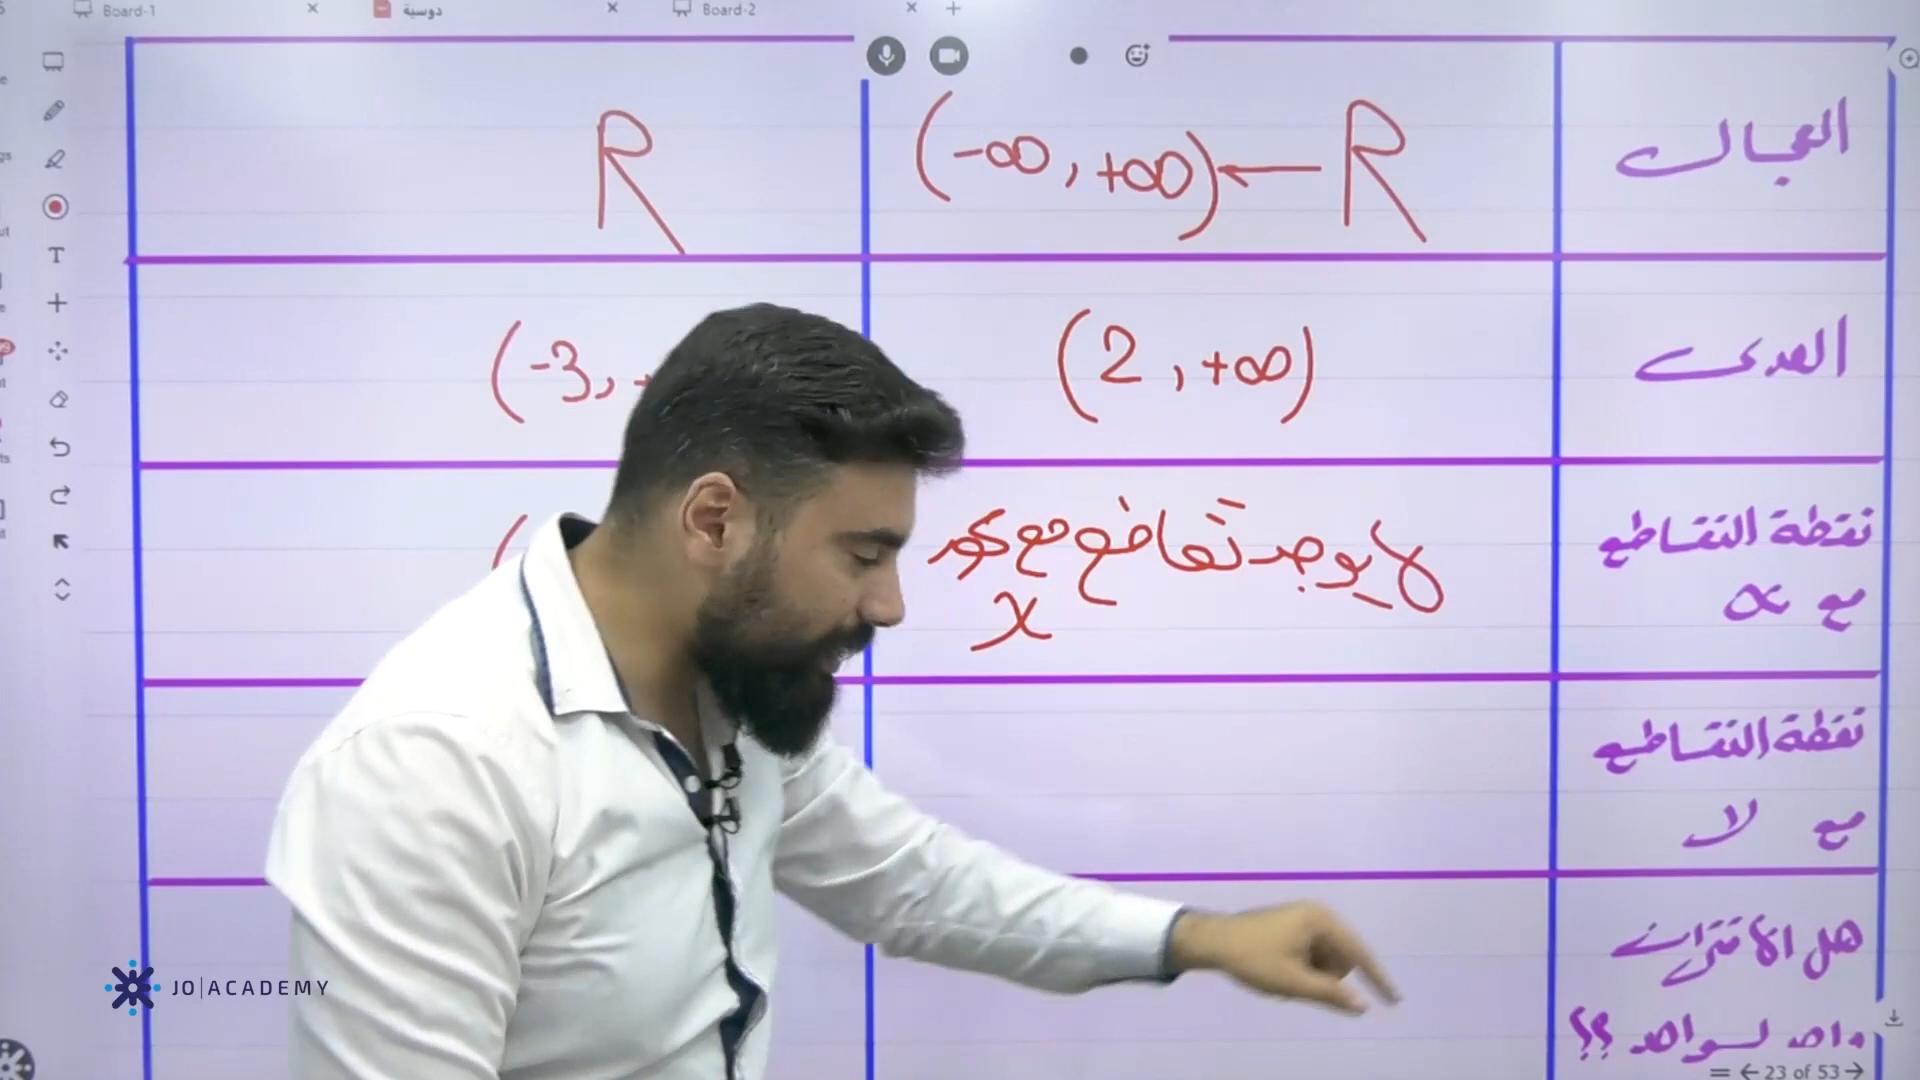 Board-1
دوسية
Board-2
المجال
R → (-∞, +∞)
R
المدى
(2, +∞)
(-3, +
نقطة التقاطع
مع x
لا يوجد تقاطع مع محور
x
(
نقطة التقاطع
مع y
هل الاقتران
واحد لواحد ؟؟
JO|ACADEMY
23 of 53